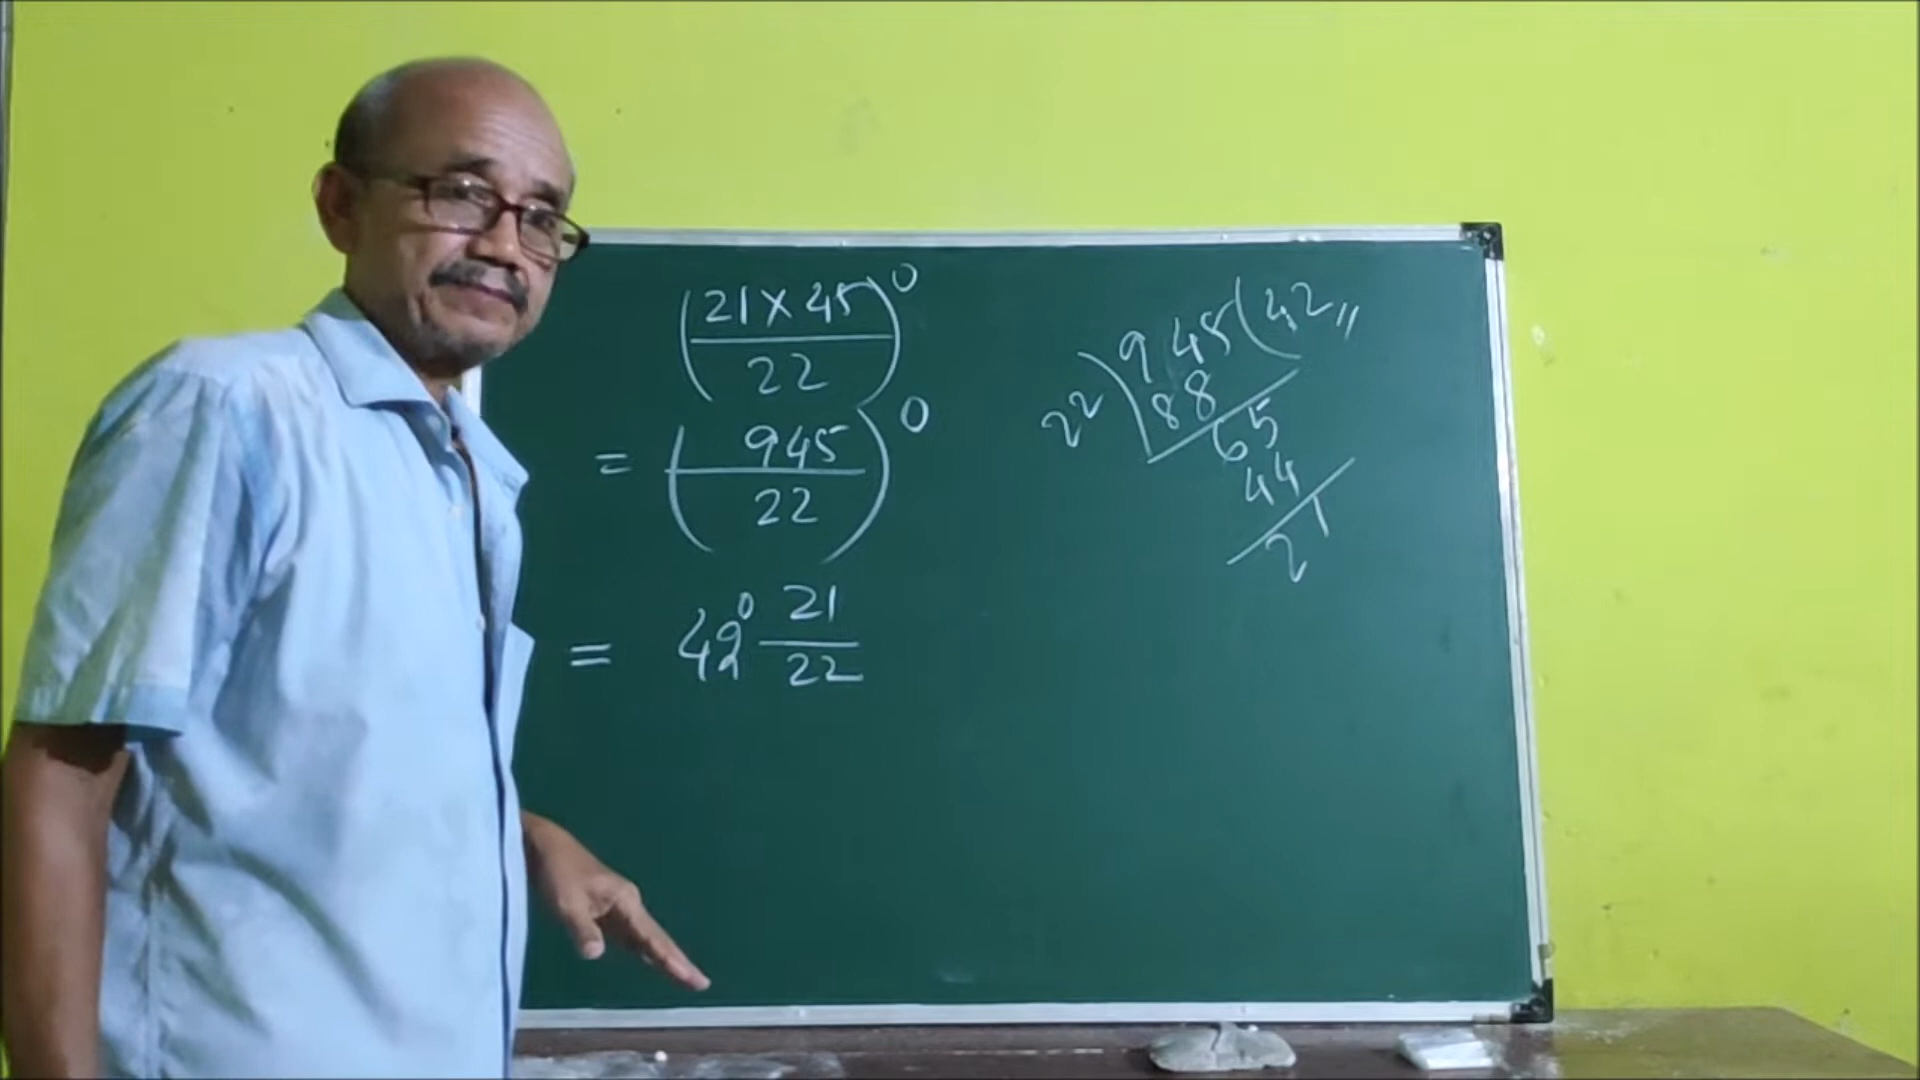 (21 × 45 / 22)⁰
= (945 / 22)⁰
= 42⁰ 21/22
22) 945 (42,,
88
65
44
21